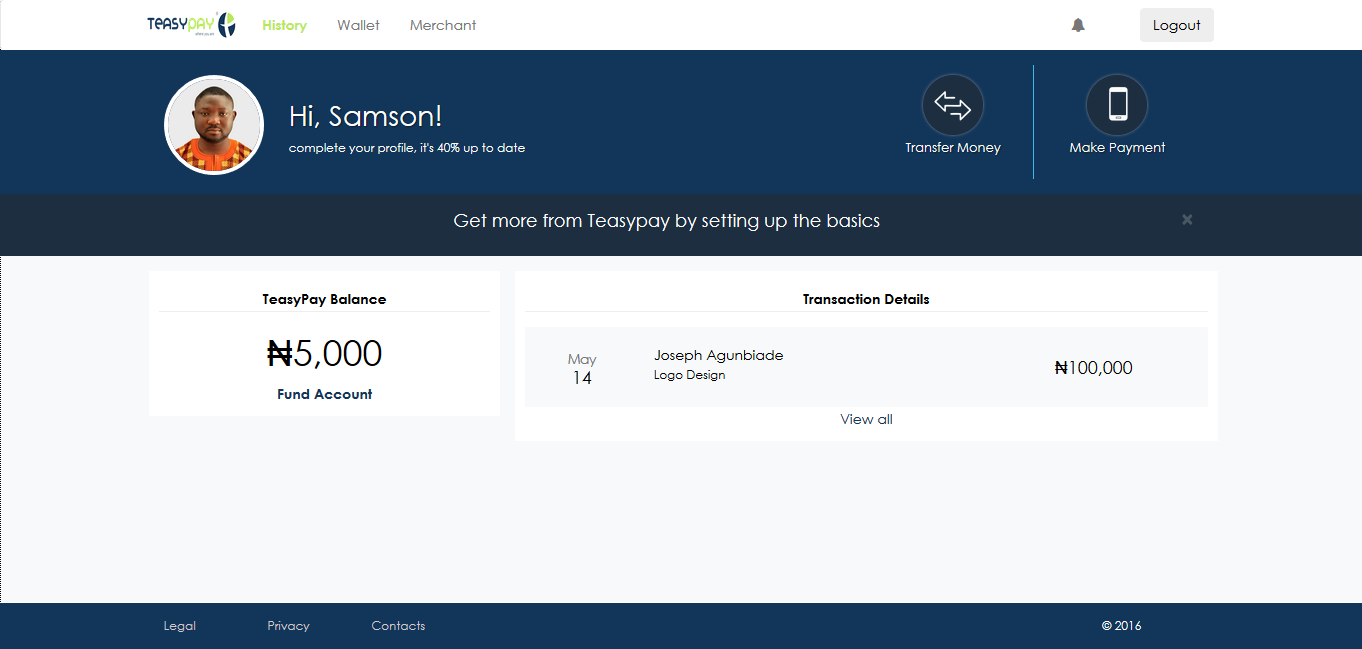 TEASYPAY
History
Wallet
Merchant
Logout
Hi, Samson!
complete your profile, it's 40% up to date
Transfer Money
Make Payment
Get more from Teasypay by setting up the basics
×
TeasyPay Balance
₦5,000
Fund Account
Transaction Details
May
14
Joseph Agunbiade
Logo Design
₦100,000
View all
Legal
Privacy
Contacts
© 2016